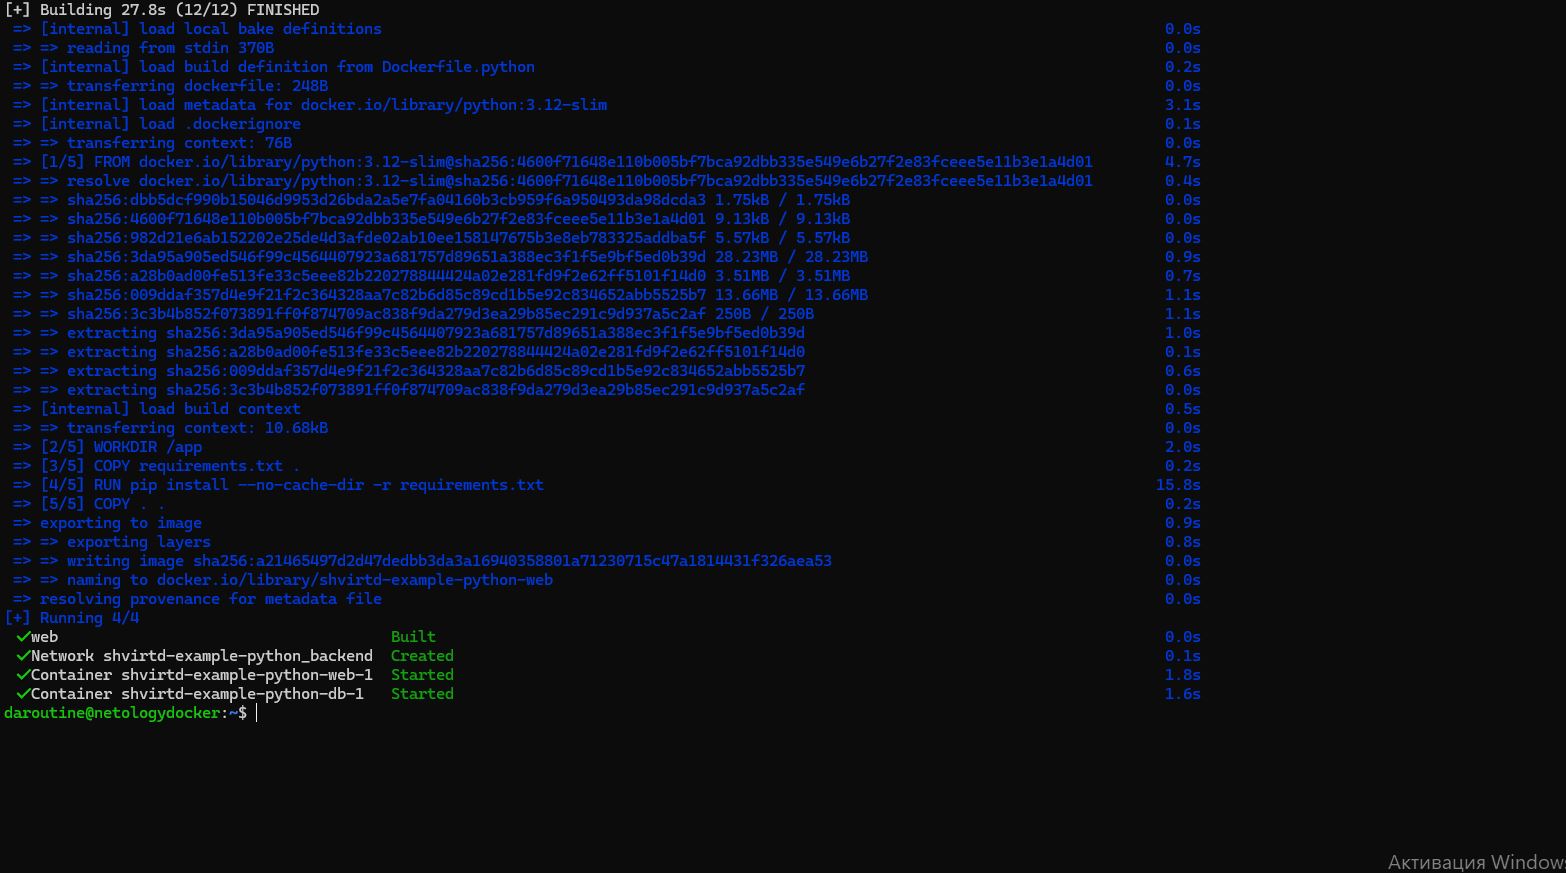 [+] Building 27.8s (12/12) FINISHED
=> [internal] load local bake definitions 0.0s
=> => reading from stdin 370B 0.0s
=> [internal] load build definition from Dockerfile.python 0.2s
=> => transferring dockerfile: 248B 0.0s
=> [internal] load metadata for docker.io/library/python:3.12-slim 3.1s
=> [internal] load .dockerignore 0.1s
=> => transferring context: 76B 0.0s
=> [1/5] FROM docker.io/library/python:3.12-slim@sha256:4600f71648e110b005bf7bca92dbb335e549e6b27f2e83fceee5e11b3e1a4d01 4.7s
=> => resolve docker.io/library/python:3.12-slim@sha256:4600f71648e110b005bf7bca92dbb335e549e6b27f2e83fceee5e11b3e1a4d01 0.4s
=> => sha256:dbb5dcf990b15046d9953d26bda2a5e7fa04160b3cb959f6a950493da98dcda3 1.75kB / 1.75kB 0.0s
=> => sha256:4600f71648e110b005bf7bca92dbb335e549e6b27f2e83fceee5e11b3e1a4d01 9.13kB / 9.13kB 0.0s
=> => sha256:982d21e6ab152202e25de4d3afde02ab10ee158147675b3e8eb783325addba5f 5.57kB / 5.57kB 0.0s
=> => sha256:3da95a905ed546f99c4564407923a681757d89651a388ec3f1f5e9bf5ed0b39d 28.23MB / 28.23MB 0.9s
=> => sha256:a28b0ad00fe513fe33c5eee82b220278844424a02e281fd9f2e62ff5101f14d0 3.51MB / 3.51MB 0.7s
=> => sha256:009ddaf357d4e9f21f2c364328aa7c82b6d85c89cd1b5e92c834652abb5525b7 13.66MB / 13.66MB 1.1s
=> => sha256:3c3b4b852f073891ff0f874709ac838f9da279d3ea29b85ec291c9d937a5c2af 250B / 250B 1.1s
=> => extracting sha256:3da95a905ed546f99c4564407923a681757d89651a388ec3f1f5e9bf5ed0b39d 1.0s
=> => extracting sha256:a28b0ad00fe513fe33c5eee82b220278844424a02e281fd9f2e62ff5101f14d0 0.1s
=> => extracting sha256:009ddaf357d4e9f21f2c364328aa7c82b6d85c89cd1b5e92c834652abb5525b7 0.6s
=> => extracting sha256:3c3b4b852f073891ff0f874709ac838f9da279d3ea29b85ec291c9d937a5c2af 0.0s
=> [internal] load build context 0.5s
=> => transferring context: 10.68kB 0.0s
=> [2/5] WORKDIR /app 2.0s
=> [3/5] COPY requirements.txt . 0.2s
=> [4/5] RUN pip install --no-cache-dir -r requirements.txt 15.8s
=> [5/5] COPY . . 0.2s
=> exporting to image 0.9s
=> => exporting layers 0.8s
=> => writing image sha256:a21465497d2d47dedbb3da3a16940358801a71230715c47a1814431f326aea53 0.0s
=> => naming to docker.io/library/shvirtd-example-python-web 0.0s
=> resolving provenance for metadata file 0.0s
[+] Running 4/4
✓web Built 0.0s
✓Network shvirtd-example-python_backend Created 0.1s
✓Container shvirtd-example-python-web-1 Started 1.8s
✓Container shvirtd-example-python-db-1 Started 1.6s
daroutine@netologydocker:~$
Активация Windows